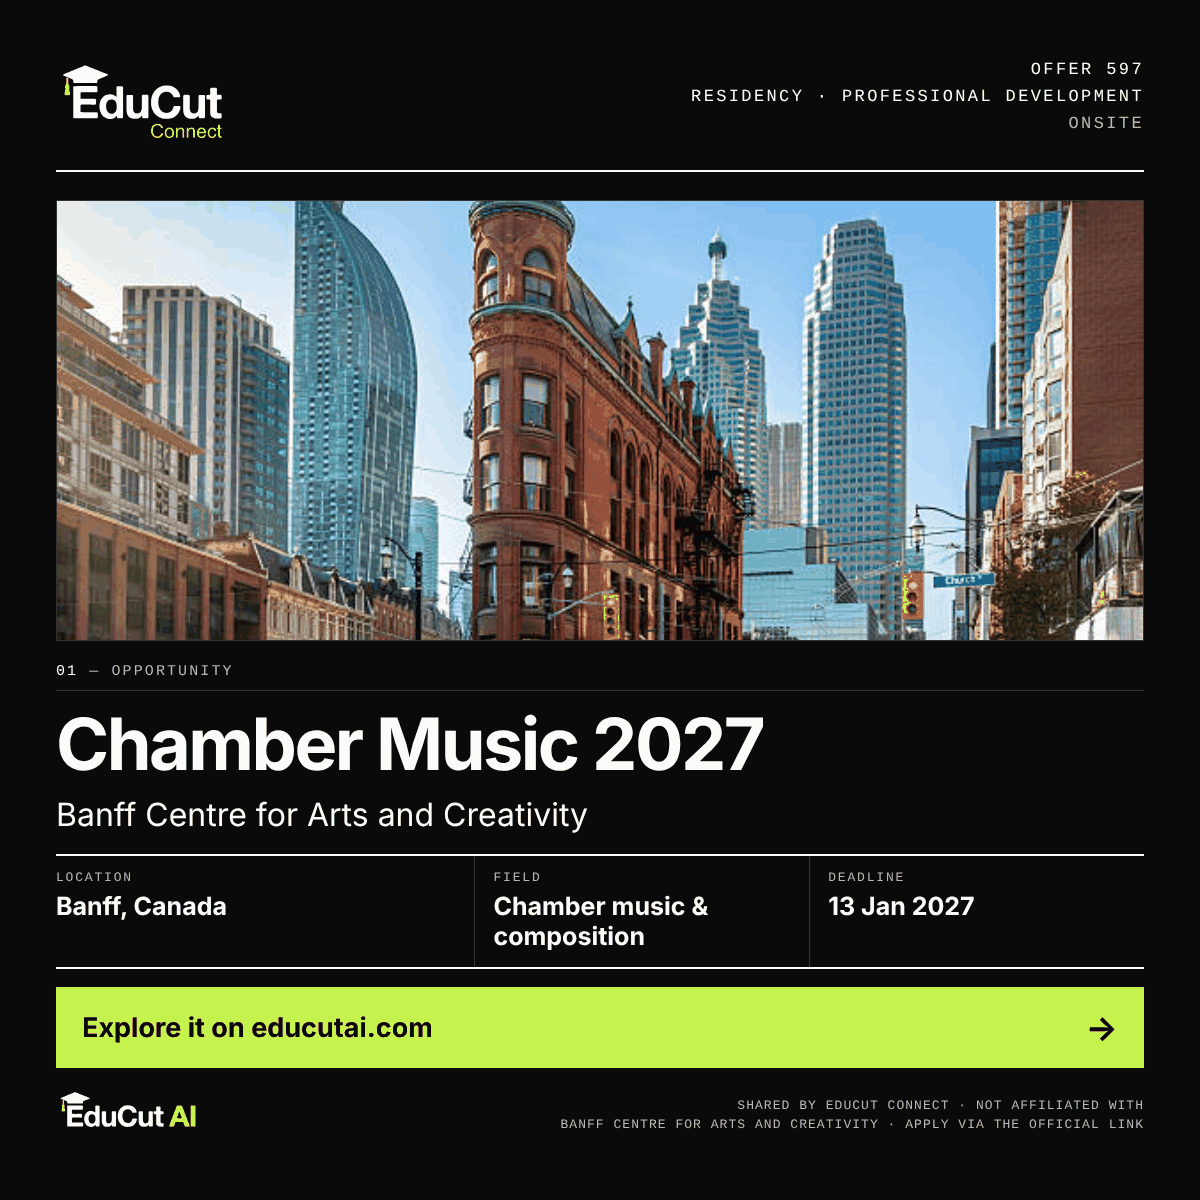 EduCut
Connect
OFFER 597
RESIDENCY · PROFESSIONAL DEVELOPMENT
ONSITE
Church
01 — OPPORTUNITY
Chamber Music 2027
Banff Centre for Arts and Creativity
LOCATION
Banff, Canada
FIELD
Chamber music &
composition
DEADLINE
13 Jan 2027
Explore it on educutai.com →
EduCut AI
SHARED BY EDUCUT CONNECT · NOT AFFILIATED WITH
BANFF CENTRE FOR ARTS AND CREATIVITY · APPLY VIA THE OFFICIAL LINK